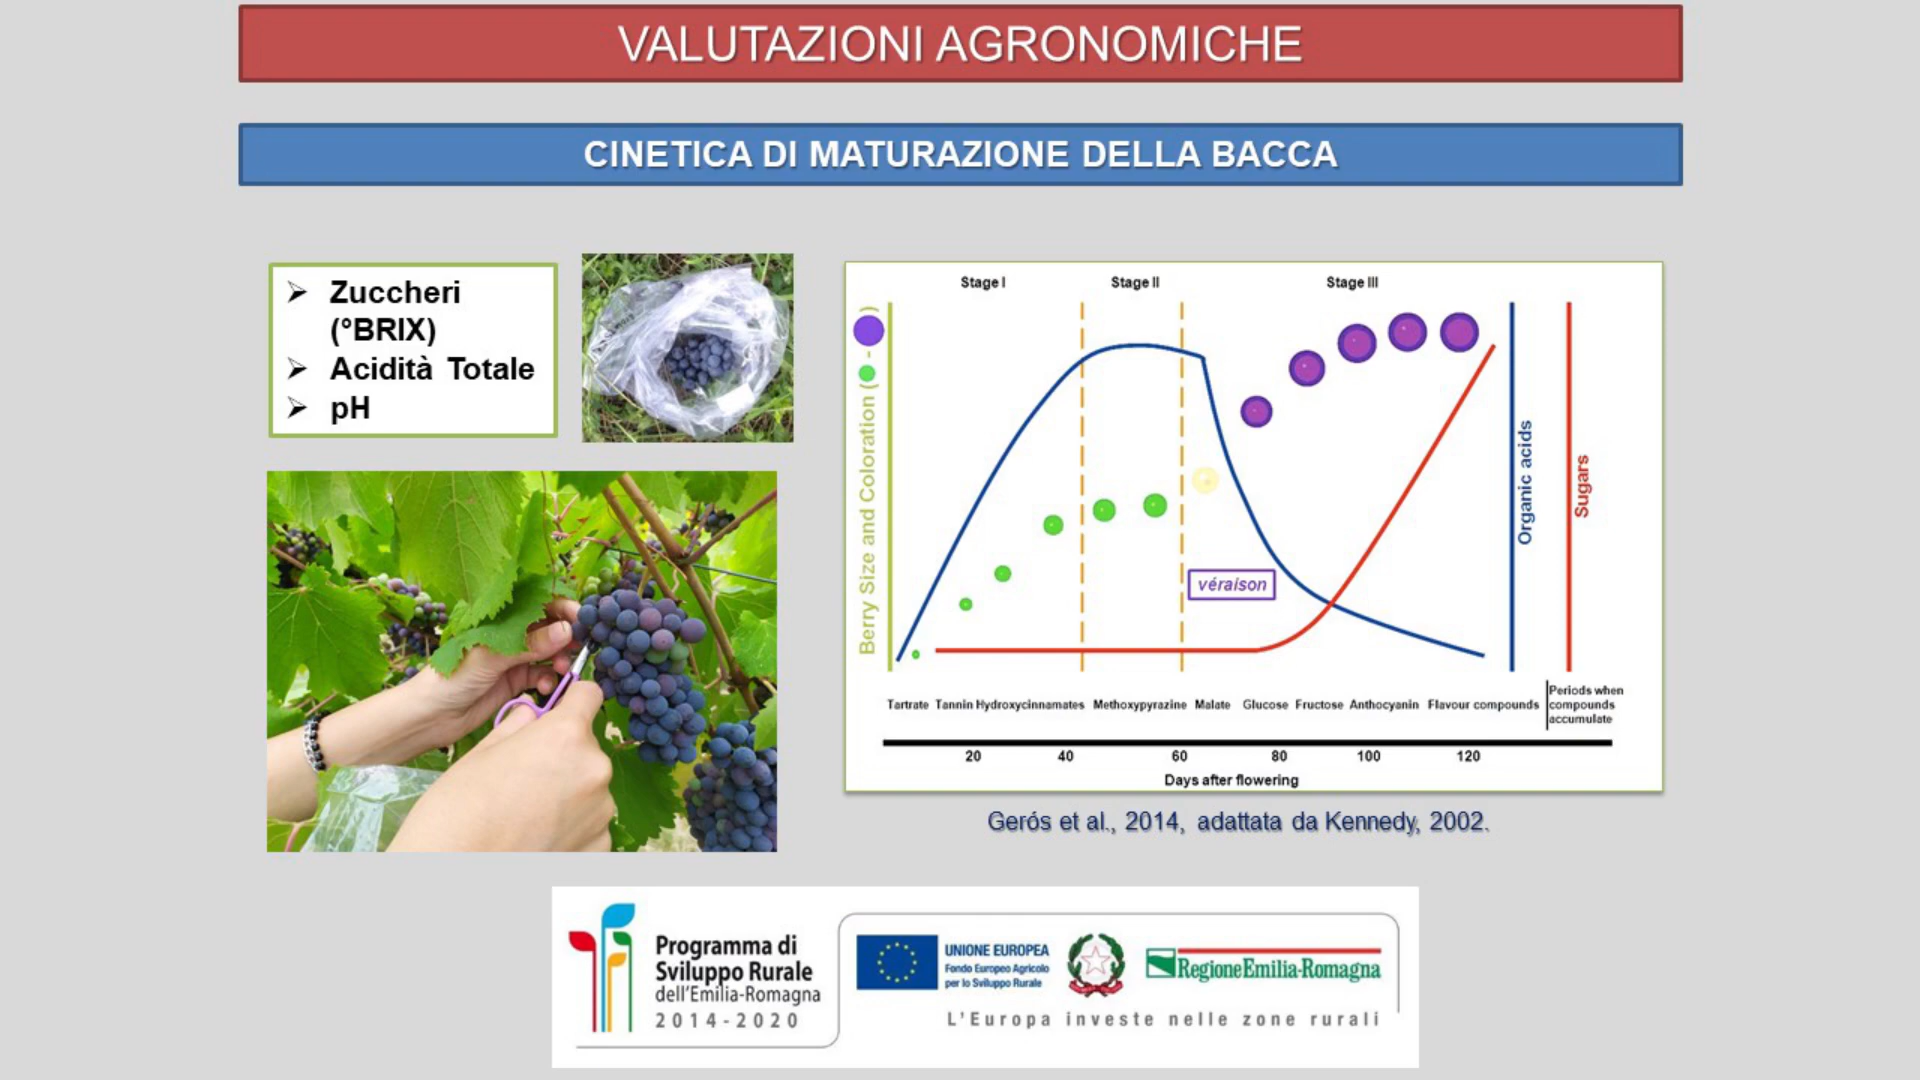 VALUTAZIONI AGRONOMICHE
CINETICA DI MATURAZIONE DELLA BACCA
➢ Zuccheri
(°BRIX)
➢ Acidità Totale
➢ pH
Stage I Stage II Stage III
Berry Size and Coloration ( - )
véraison
Organic acids
Sugars
Tartrate Tannin Hydroxycinnamates Methoxypyrazine Malate Glucose Fructose Anthocyanin Flavour compounds
Periods when
compounds
accumulate
20 40 60 80 100 120
Days after flowering
Gerós et al., 2014, adattata da Kennedy, 2002.
Programma di
Sviluppo Rurale
dell'Emilia-Romagna
2014-2020
UNIONE EUROPEA
Fondo Europeo Agricolo
per lo Sviluppo Rurale
RegioneEmilia-Romagna
L'Europa investe nelle zone rurali